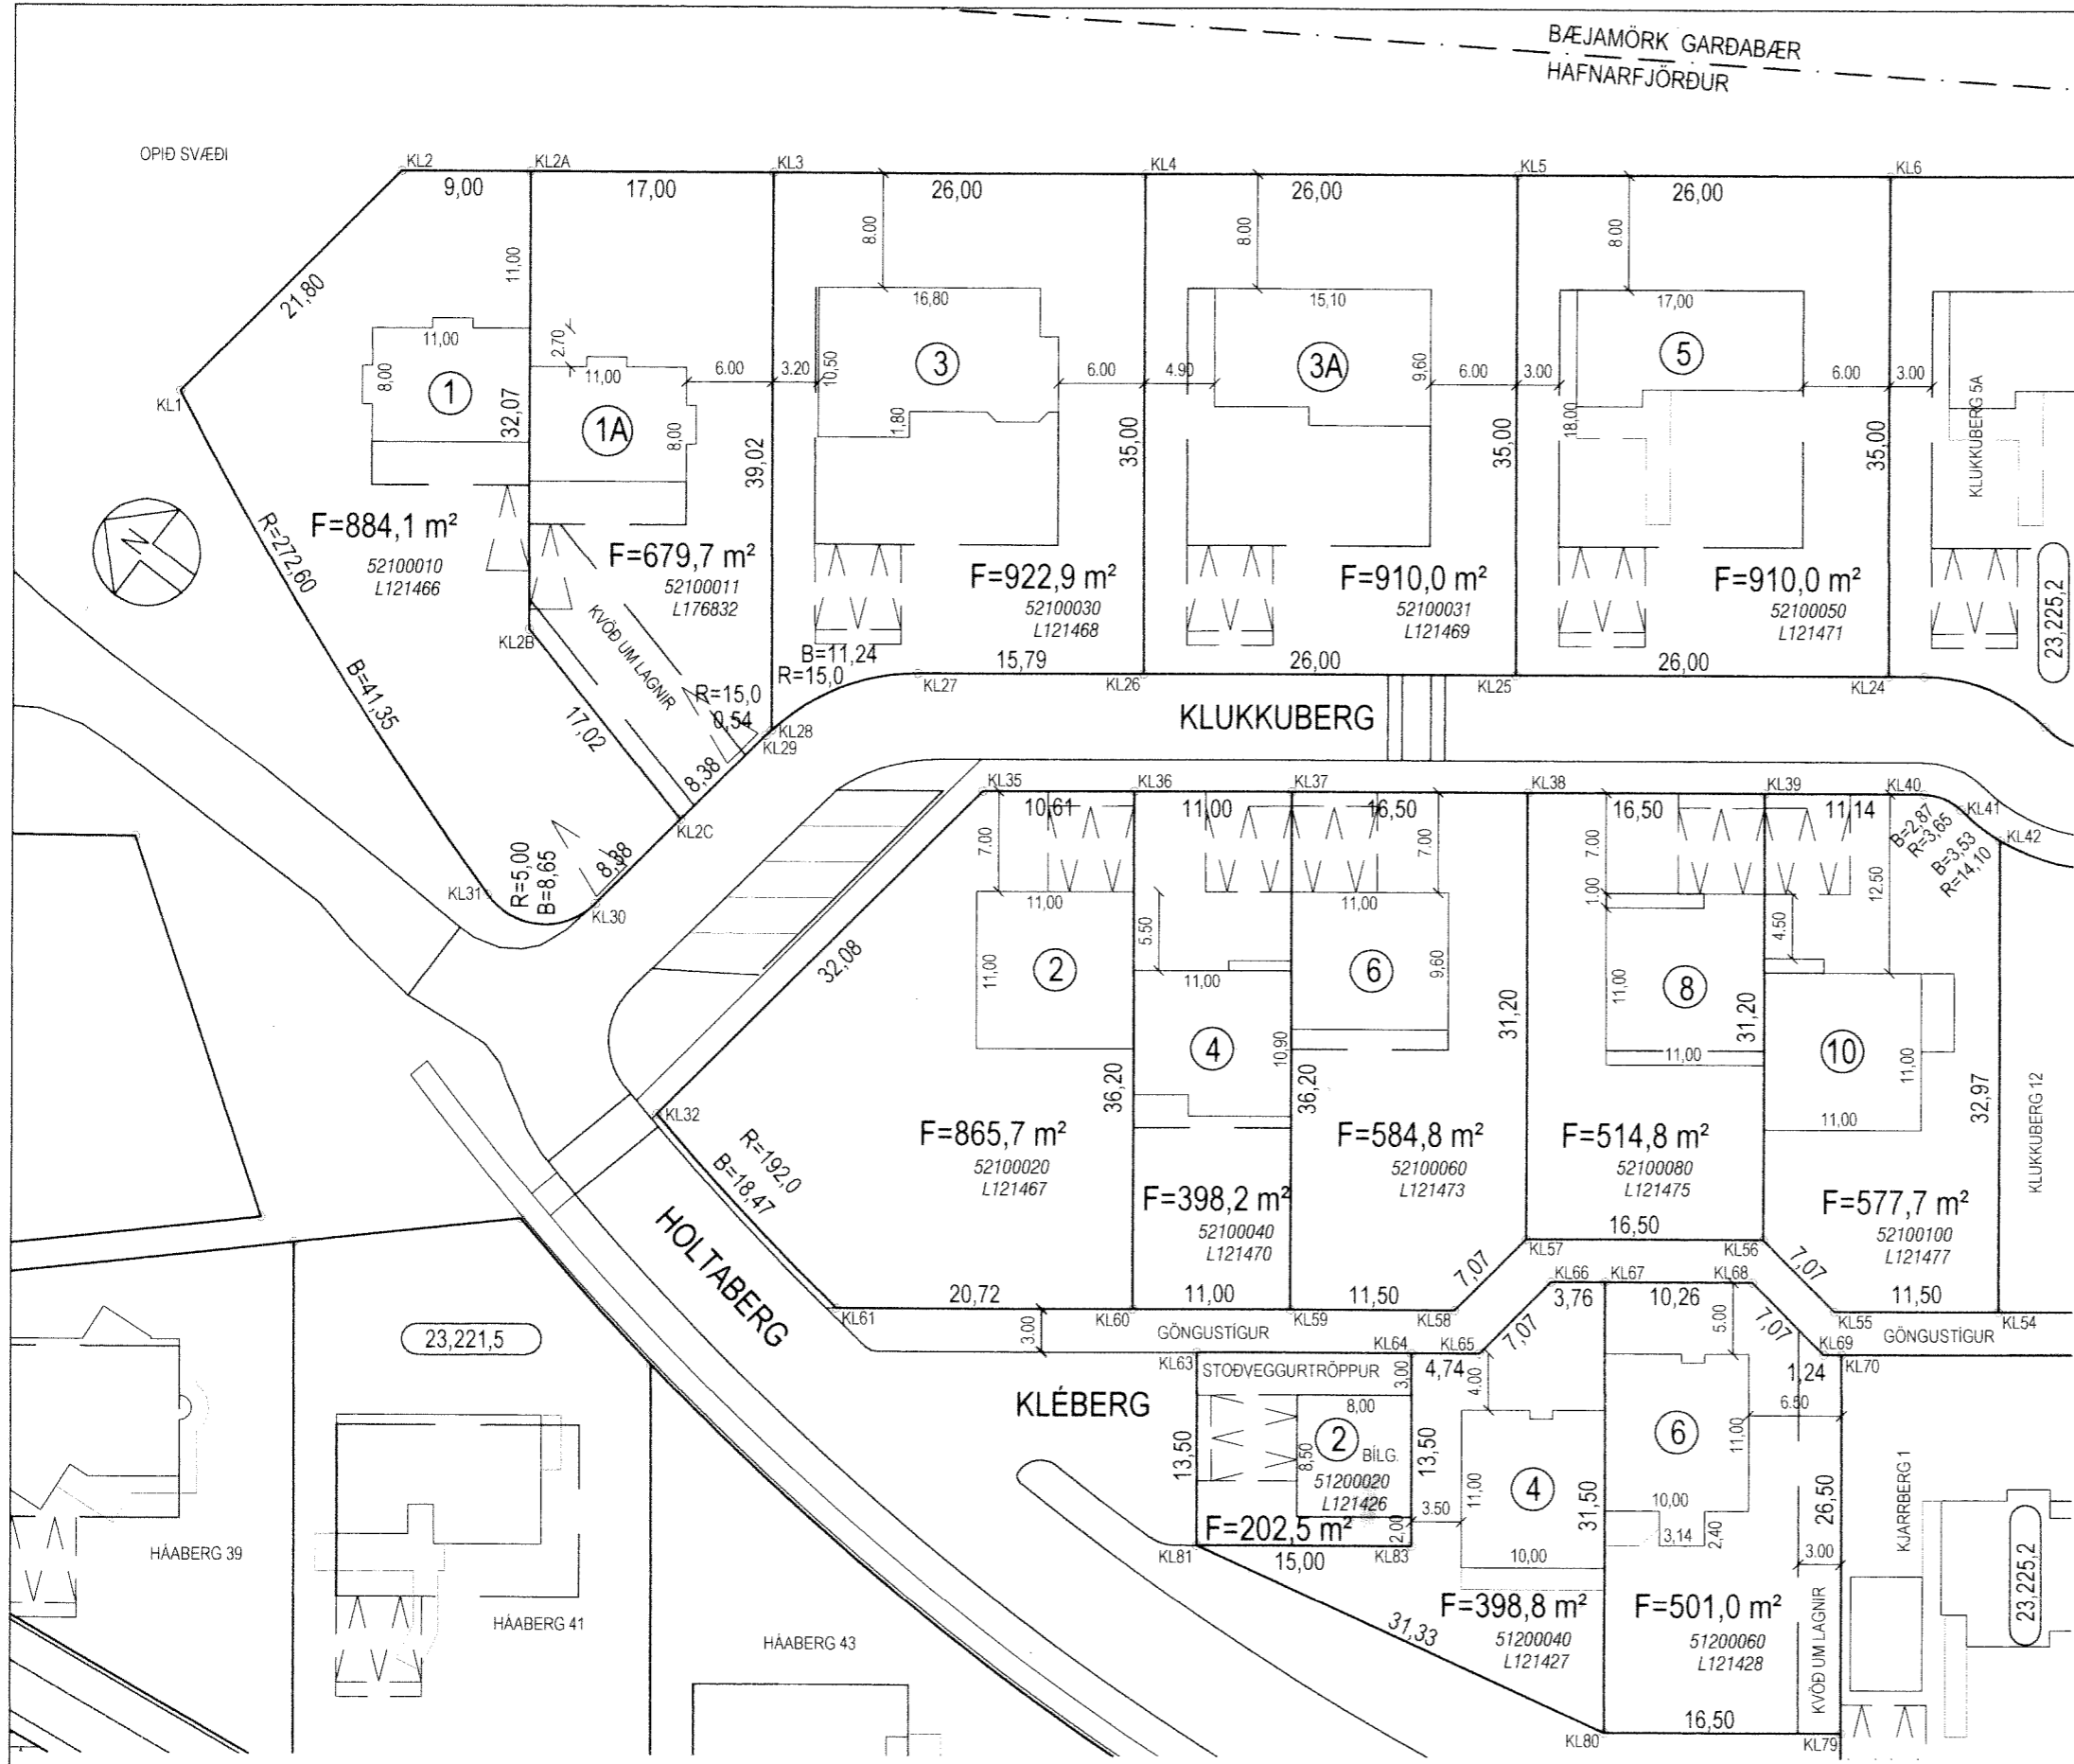 BÆJAMÖRK GARÐABÆR
HAFNARFJÖRÐUR
OPIÐ SVÆÐI
KL2
KL2A
KL3
KL4
KL5
KL6
9,00
17,00
26,00
26,00
26,00
8.00
8.00
8.00
11,00
21,80
16,80
15,10
17,00
11,00
2.70
8,00
1
32,07
11,00
1A
8,00
6.00
3.20
10,50
3
1.80
6.00
4.90
3A
9,60
6.00
3.00
5
18,00
6.00
3.00
KLUKKUBERG 5A
KL1
39,02
35,00
35,00
35,00
N
R=272,60
B=41,35
F=884,1 m²
52100010
L121466
F=679,7 m²
52100011
L176832
F=922,9 m²
52100030
L121468
F=910,0 m²
52100031
L121469
F=910,0 m²
52100050
L121471
23,225,2
KVÖÐ UM LAGNIR
KL2B
B=11,24
R=15,0
15,79
26,00
26,00
KL27
KL26
KL25
KL24
R=15,0
0,54
KL28
KL29
17,02
8,38
KL2C
KLUKKUBERG
KL31
R=5,00
B=8,65
8,38
KL30
KL35
KL36
KL37
KL38
KL39
KL40
KL41
KL42
10,61
11,00
16,50
16,50
11,14
B=2,87
R=3,65
B=3,53
R=14,10
7.00
7.00
7.00
1.00
12.50
11,00
5.50
11,00
4.50
11,00
2
11,00
4
10,90
6
9,60
11,00
8
11,00
10
11,00
11,00
32,08
36,20
36,20
31,20
31,20
32,97
KLUKKUBERG 12
KL32
R=192,0
B=18,47
F=865,7 m²
52100020
L121467
F=398,2 m²
52100040
L121470
F=584,8 m²
52100060
L121473
F=514,8 m²
52100080
L121475
F=577,7 m²
52100100
L121477
HOLTABERG
KL57
16,50
KL56
7,07
7,07
20,72
11,00
11,50
11,50
KL61
KL60
KL59
KL58
KL55
KL54
KL66
KL67
KL68
3,76
10,26
7,07
7,07
5.00
3.00
GÖNGUSTÍGUR
GÖNGUSTÍGUR
KL63
KL64
KL65
KL69
KL70
23,221,5
STOÐVEGGURTRÖPPUR
3.00
4,74
4.00
1,24
6.50
KLÉBERG
8,00
13,50
8,50
2
BÍLG.
13,50
51200020
L121426
F=202,5 m²
2.00
3.50
11,00
4
10,00
31,50
6
11,00
10,00
3,14
2,40
26,50
3.00
KJARRBERG 1
23,225,2
KL81
15,00
KL83
31,33
F=398,8 m²
51200040
L121427
F=501,0 m²
51200060
L121428
KVÖÐ UM LAGNIR
KL80
16,50
KL79
HÁABERG 39
HÁABERG 41
HÁABERG 43